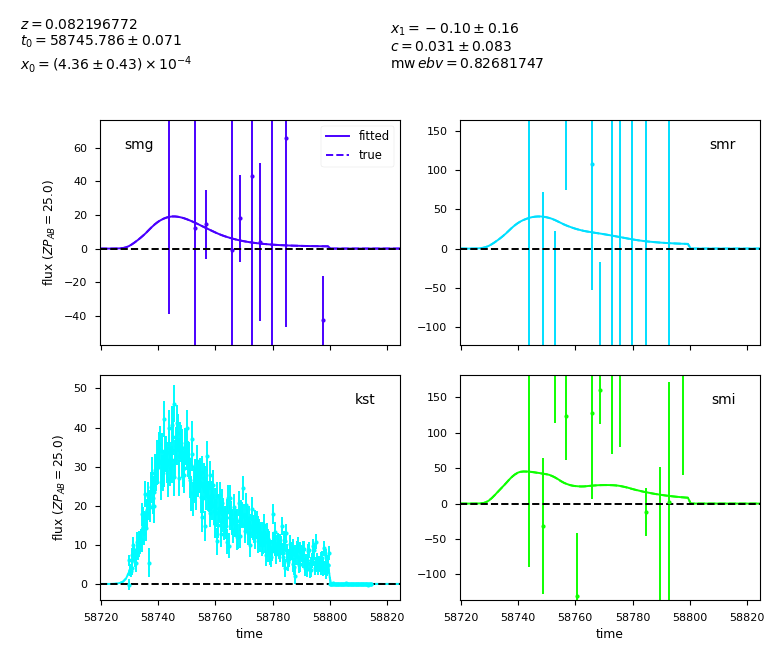 z = 0.082196772
t₀ = 58745.786 ± 0.071
x₀ = (4.36 ± 0.43) × 10⁻⁴
x₁ = −0.10 ± 0.16
c = 0.031 ± 0.083
mw ebv = 0.82681747
smg
fitted
true
flux (ZP_AB = 25.0)
60
40
20
0
−20
−40
smr
150
100
50
0
−50
−100
kst
flux (ZP_AB = 25.0)
50
40
30
20
10
0
58720 58740 58760 58780 58800 58820
time
smi
150
100
50
0
−50
−100
58720 58740 58760 58780 58800 58820
time